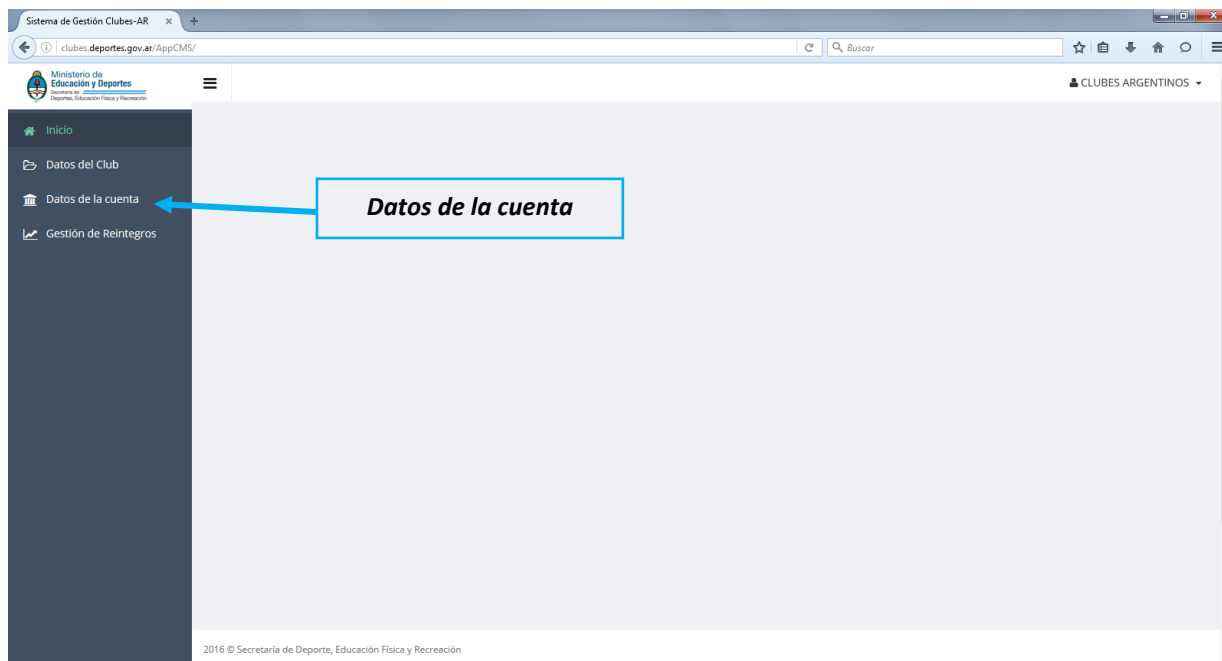 Sistema de Gestión Clubes-AR
clubes.deportes.gov.ar/AppCMS/
Buscar
Ministerio de
Educación y Deportes
Secretaría de
Deportes, Educación Física y Recreación
CLUBES ARGENTINOS
Inicio
Datos del Club
Datos de la cuenta
Datos de la cuenta
Gestión de Reintegros
2016 © Secretaría de Deporte, Educación Física y Recreación